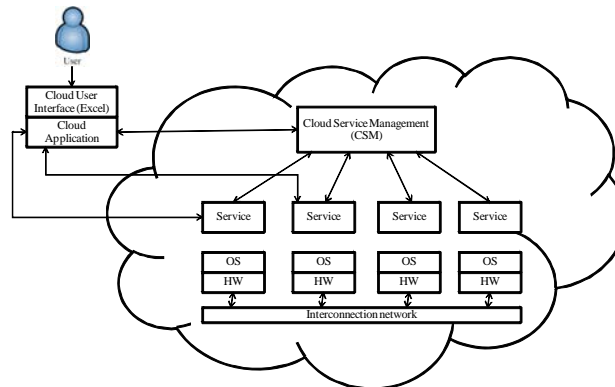 User
Cloud User
Interface (Excel)
Cloud
Application
Cloud Service Management
(CSM)
Service
Service
Service
Service
OS
OS
OS
OS
HW
HW
HW
HW
Interconnection network